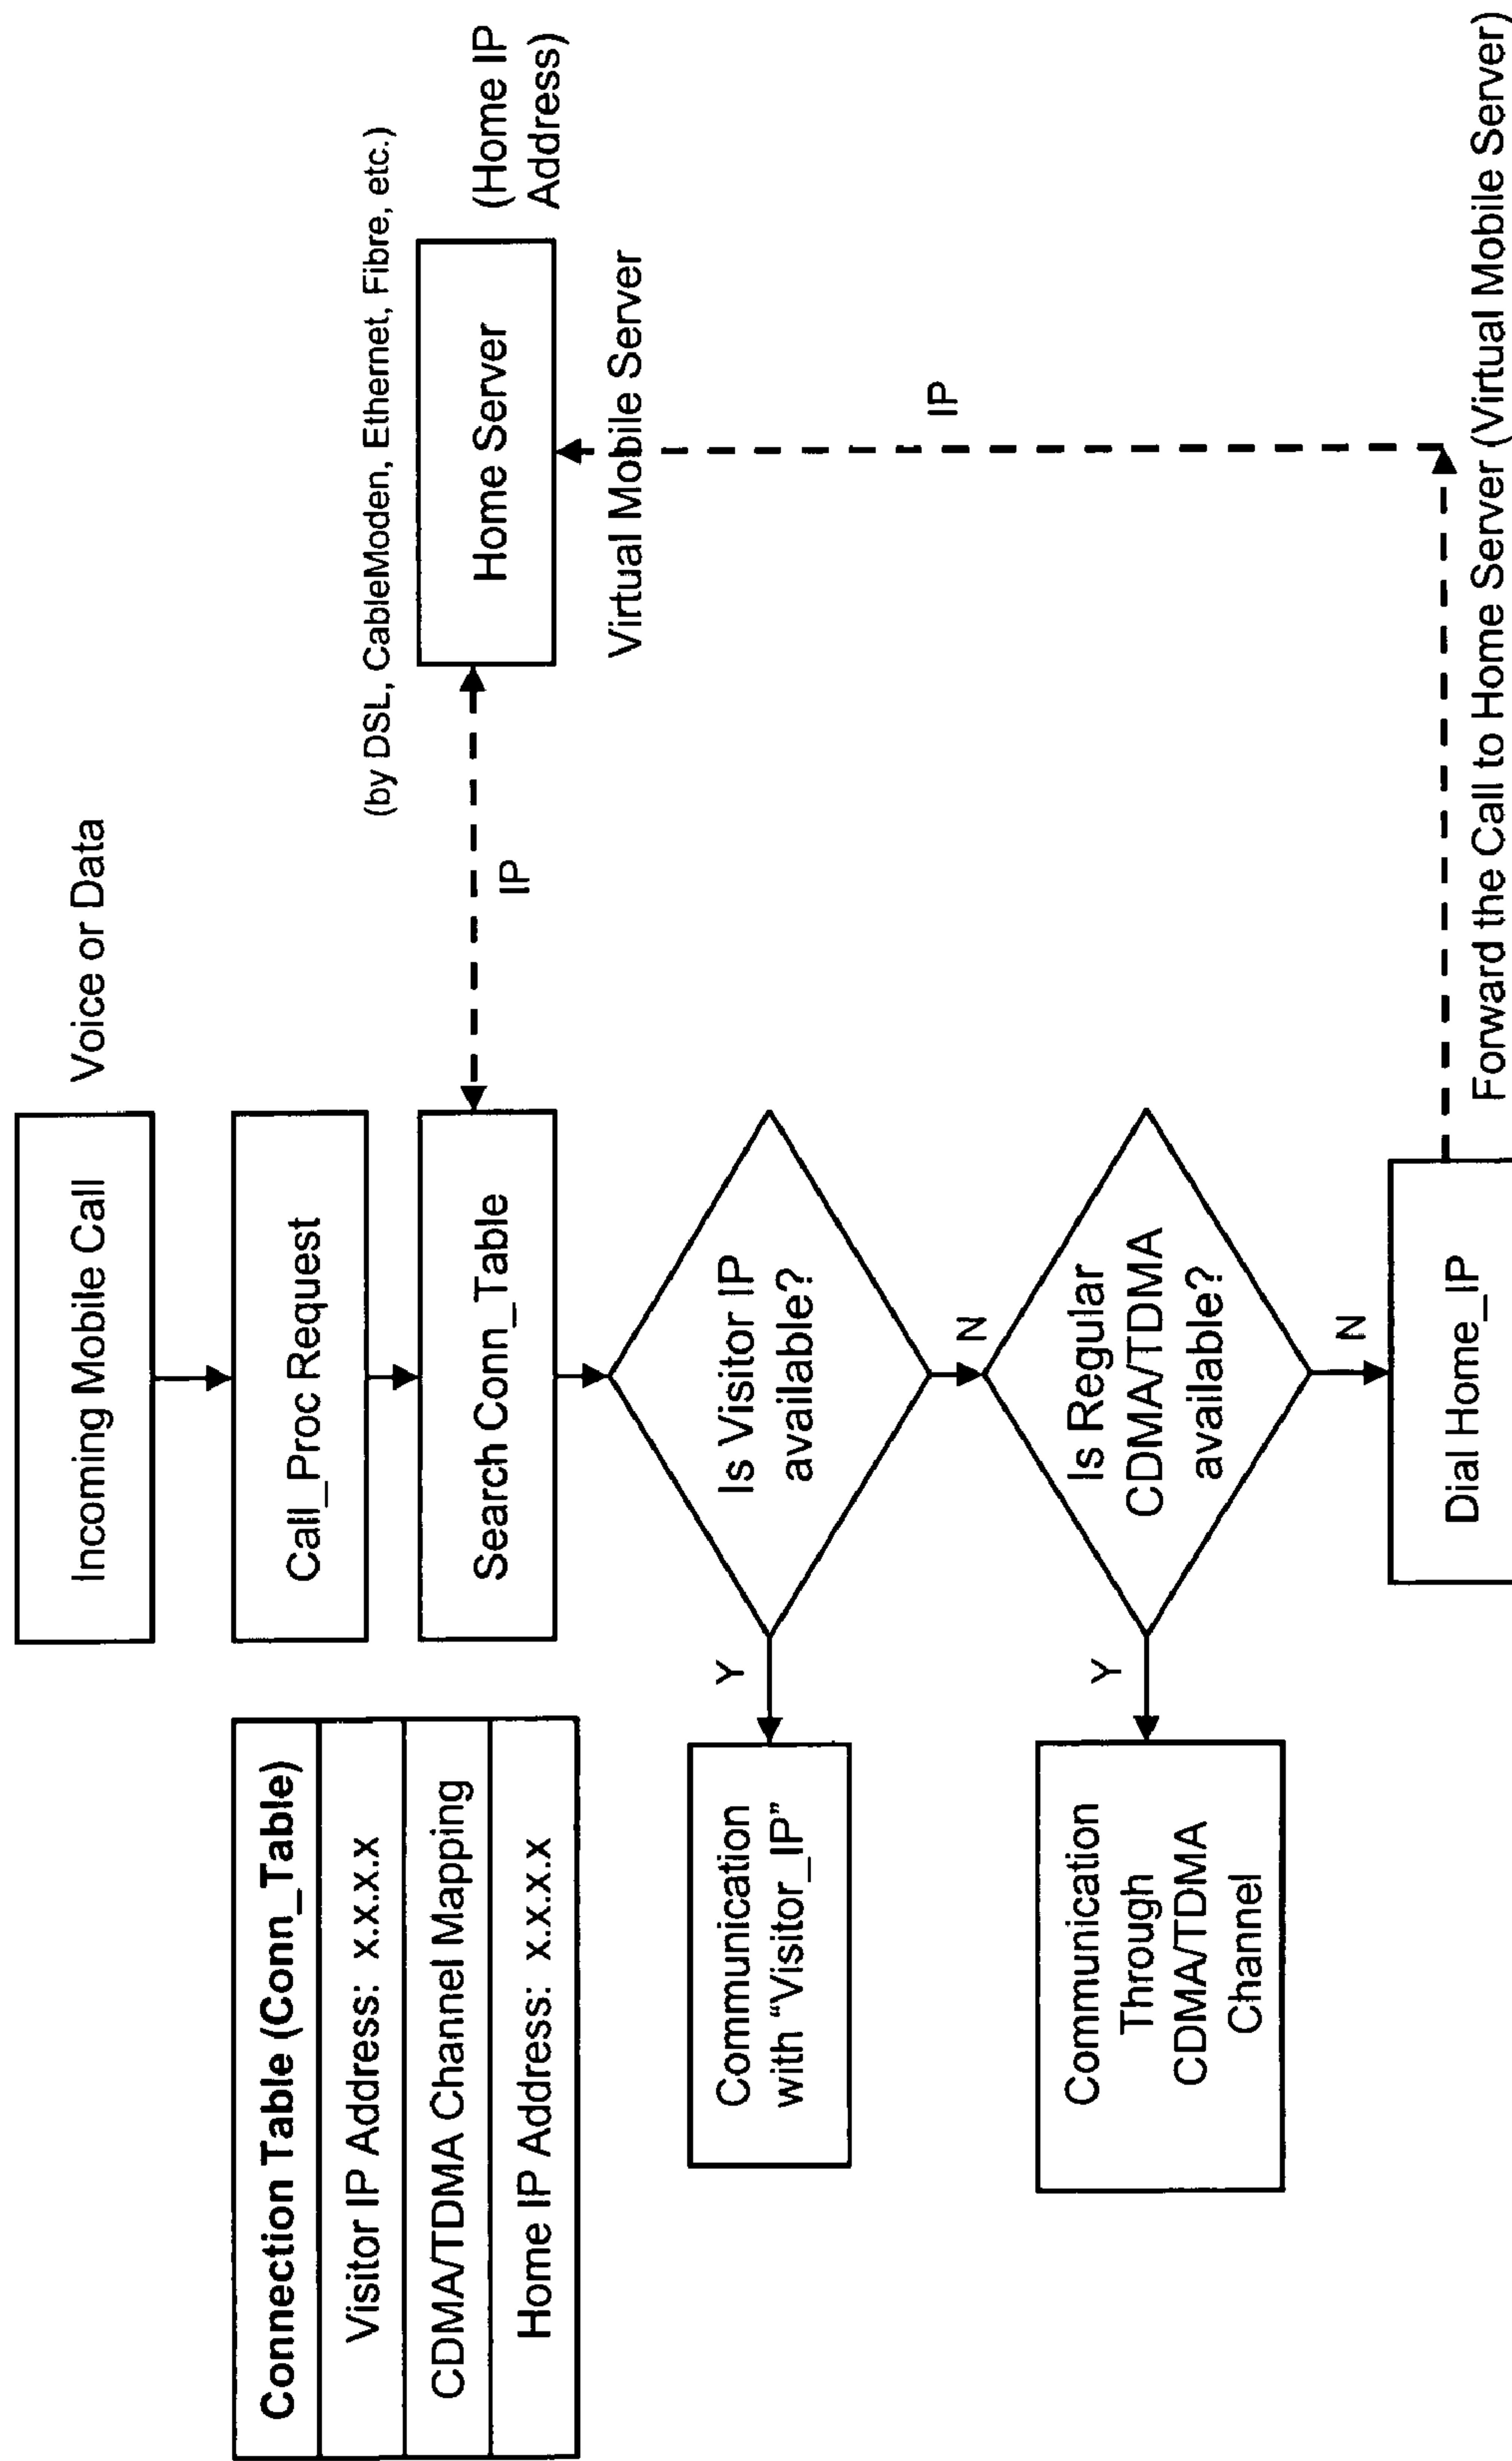 Incoming Mobile Call
Voice or Data
Connection Table (Conn_Table)
Visitor IP Address: x.x.x.x
CDMA/TDMA Channel Mapping
Home IP Address: x.x.x.x
Call_Proc Request
Search Conn_Table
IP
(by DSL, CableModen, Ethernet, Fibre, etc.)
Home Server
(Home IP
Address)
Virtual Mobile Server
Is Visitor IP
available?
Y
Communication
with “Visitor_IP”
N
IP
Is Regular
CDMA/TDMA
available?
Y
Communication
Through
CDMA/TDMA
Channel
N
Dial Home_IP
Forward the Call to Home Server (Virtual Mobile Server)